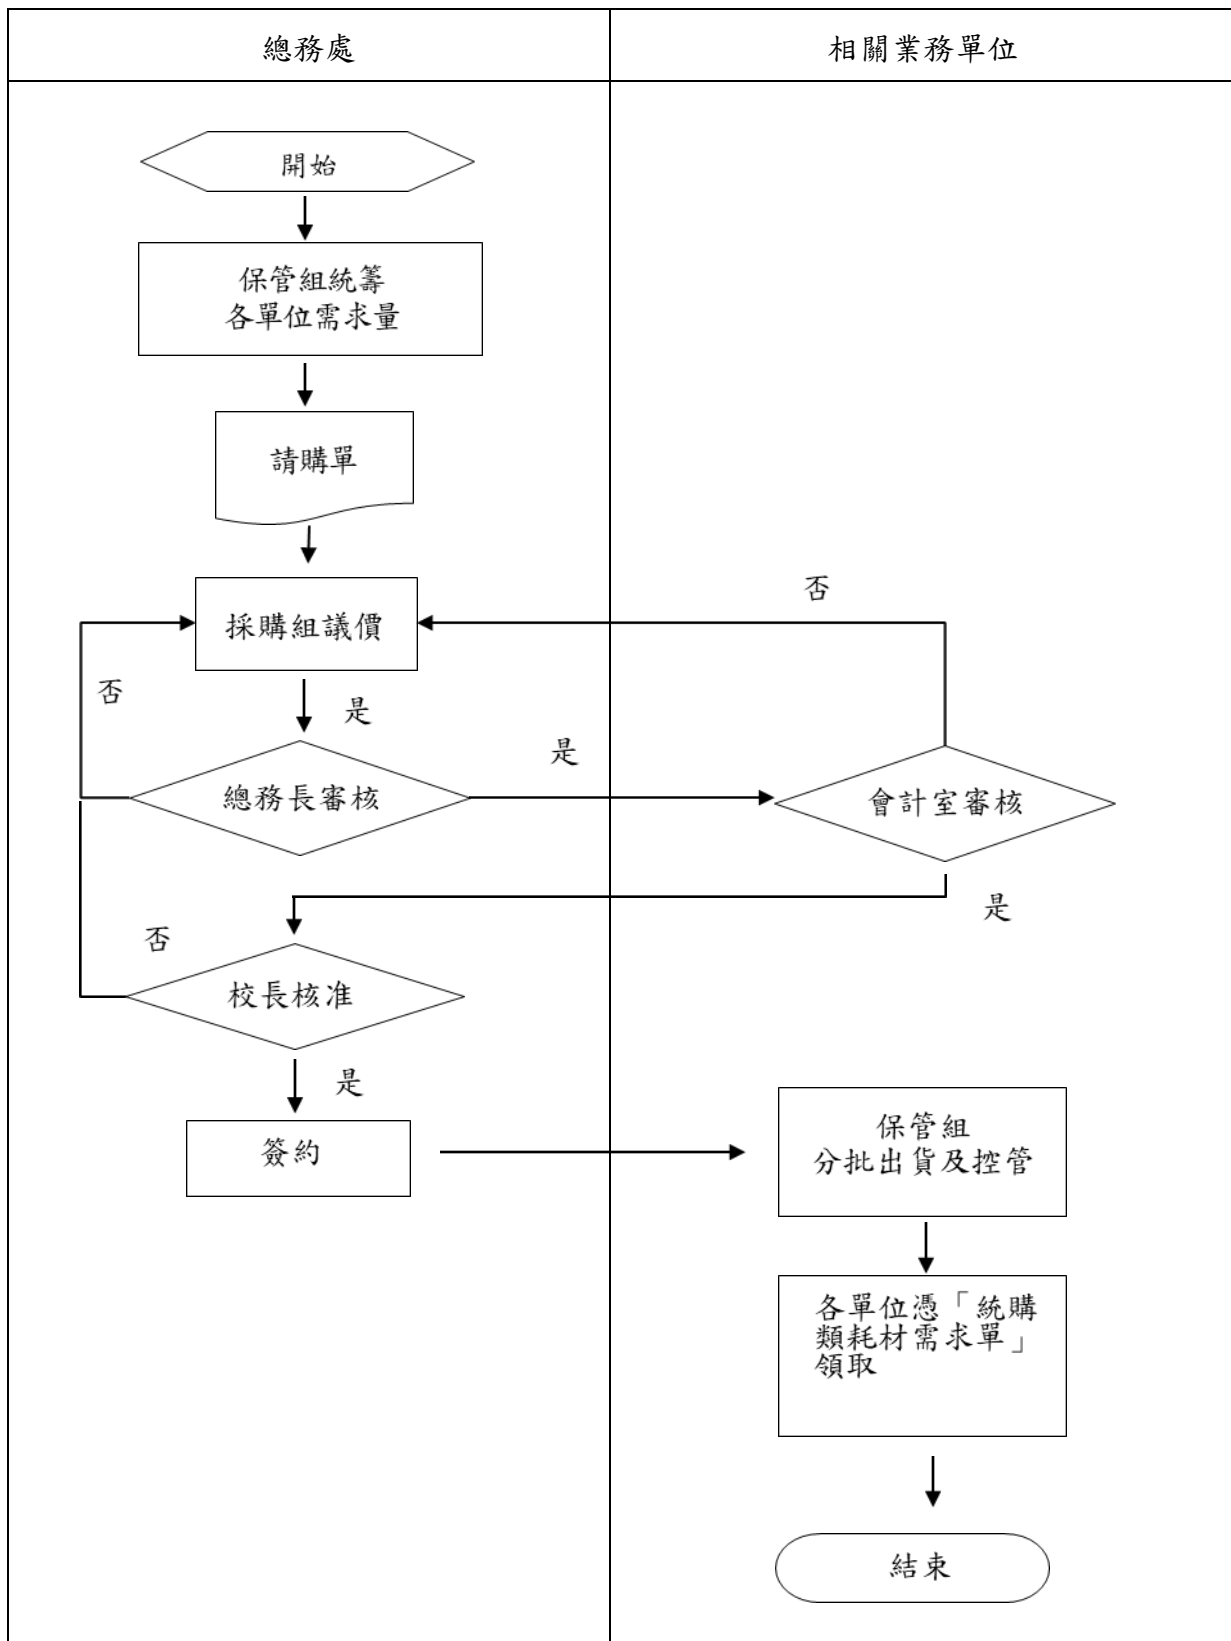 總務處
相關業務單位
開始
保管組統籌
各單位需求量
請購單
否
採購組議價
否
是
是
總務長審核
會計室審核
是
否
校長核准
是
簽約
保管組
分批出貨及控管
各單位憑「統購
類耗材需求單」
領取
結束